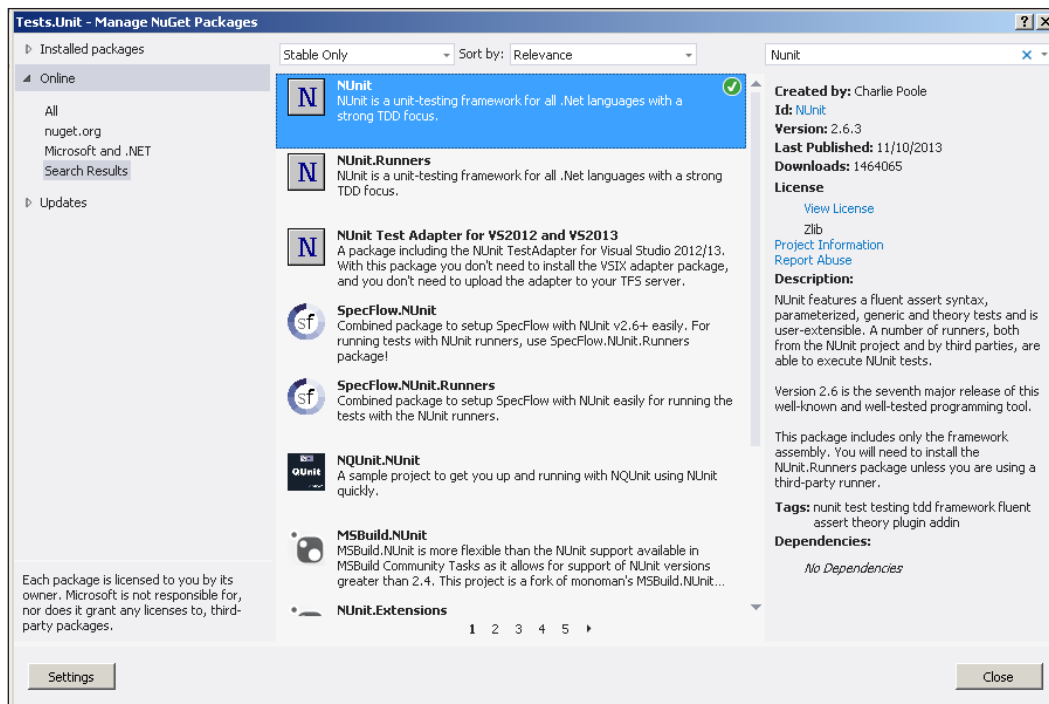 Tests.Unit - Manage NuGet Packages
Installed packages
Online
All
nuget.org
Microsoft and .NET
Search Results
Updates
Each package is licensed to you by its
owner. Microsoft is not responsible for,
nor does it grant any licenses to, third-
party packages.
Settings
Stable Only
Sort by: Relevance
N
NUnit
NUnit is a unit-testing framework for all .Net languages with a
strong TDD focus.
N
NUnit.Runners
NUnit is a unit-testing framework for all .Net languages with a strong
TDD focus.
N
NUnit Test Adapter for VS2012 and VS2013
A package including the NUnit TestAdapter for Visual Studio 2012/13.
With this package you don't need to install the VSIX adapter package,
and you don't need to upload the adapter to your TFS server.
sf
SpecFlow.NUnit
Combined package to setup SpecFlow with NUnit v2.6+ easily. For
running tests with NUnit runners, use SpecFlow.NUnit.Runners
package!
sf
SpecFlow.NUnit.Runners
Combined package to setup SpecFlow with NUnit easily for running the
tests with the NUnit runners.
QUnit
NQUnit.NUnit
A sample project to get you up and running with NQUnit using NUnit
quickly.
MSBuild.NUnit
MSBuild.NUnit is more flexible than the NUnit support available in
MSBuild Community Tasks as it allows for support of NUnit versions
greater than 2.4. This project is a fork of monoman's MSBuild.NUnit...
NUnit.Extensions
1 2 3 4 5
Nunit
Created by: Charlie Poole
Id: NUnit
Version: 2.6.3
Last Published: 11/10/2013
Downloads: 1464065
License
View License
Zlib
Project Information
Report Abuse
Description:
NUnit features a fluent assert syntax,
parameterized, generic and theory tests and is
user-extensible. A number of runners, both
from the NUnit project and by third parties, are
able to execute NUnit tests.
Version 2.6 is the seventh major release of this
well-known and well-tested programming tool.
This package includes only the framework
assembly. You will need to install the
NUnit.Runners package unless you are using a
third-party runner.
Tags: nunit test testing tdd framework fluent
assert theory plugin addin
Dependencies:
No Dependencies
Close